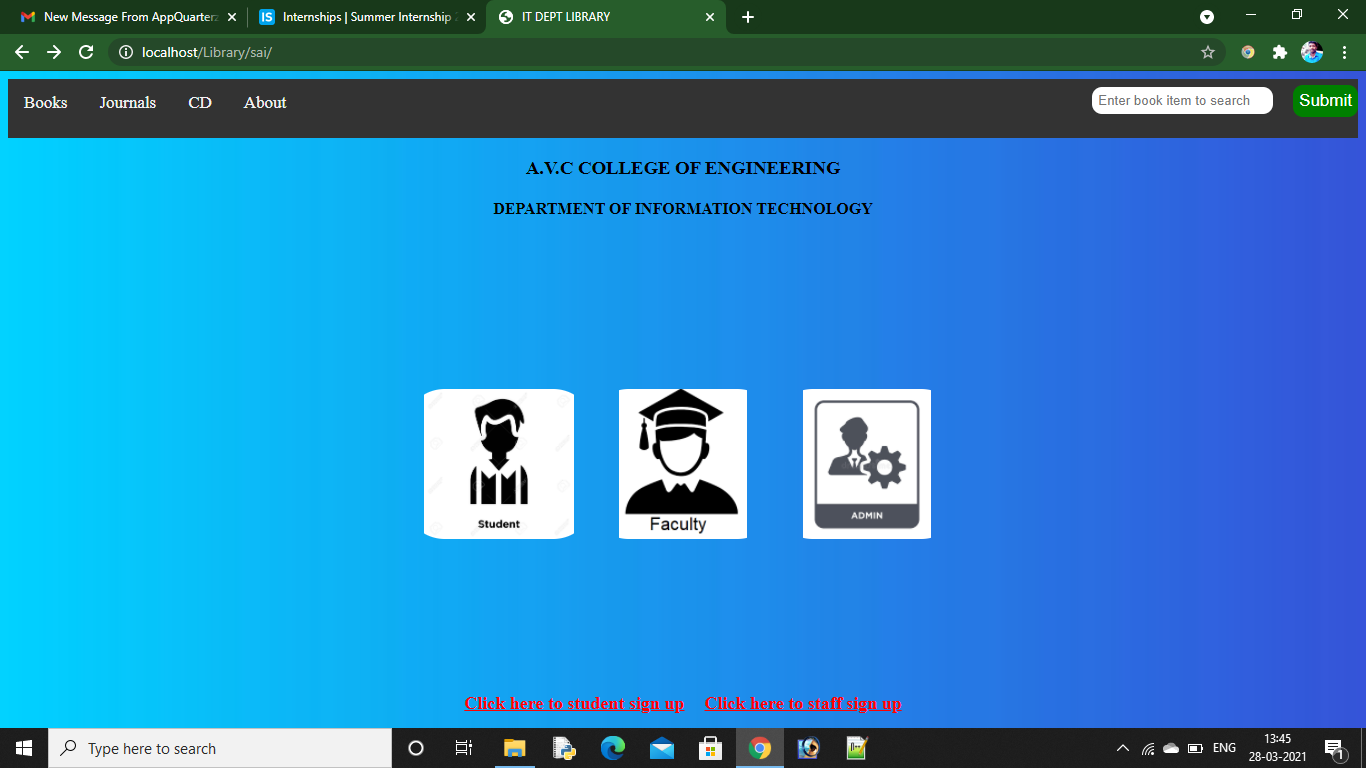 New Message From AppQuarterz
Internships | Summer Internship 2
IT DEPT LIBRARY
localhost/Library/sai/
Books Journals CD About
Enter book item to search
Submit
A.V.C COLLEGE OF ENGINEERING
DEPARTMENT OF INFORMATION TECHNOLOGY
Student
Faculty
ADMIN
Click here to student sign up Click here to staff sign up
Type here to search
ENG
13:45
28-03-2021
1